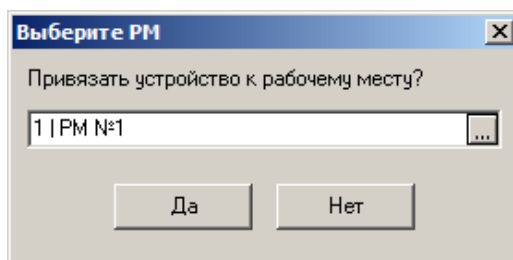 Выберите РМ
Привязать устройство к рабочему месту?
1 | РМ №1
...
Да
Нет